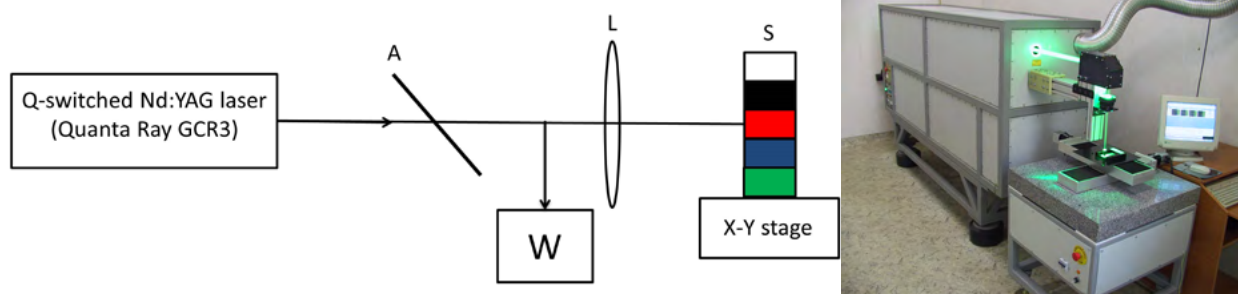 L
S
A
Q-switched Nd:YAG laser
(Quanta Ray GCR3)
W
X-Y stage